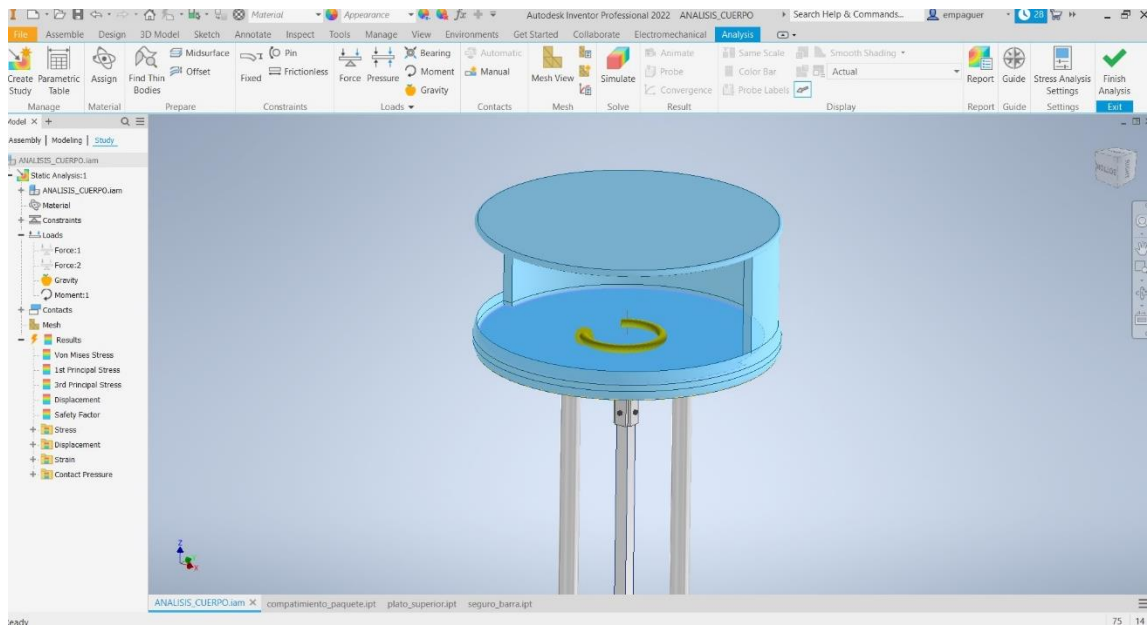 Material Appearance fx Autodesk Inventor Professional 2022 ANALISIS_CUERPO Search Help & Commands... empaguer 28
File Assemble Design 3D Model Sketch Annotate Inspect Tools Manage View Environments Get Started Collaborate Electromechanical Analysis
Midsurface Pin Bearing Automatic Animate Same Scale Smooth Shading
Offset Frictionless Moment Manual Probe Color Bar Actual
Create Parametric Assign Find Thin Fixed Force Pressure Mesh View Simulate Report Guide Stress Analysis Finish
Study Table Bodies Gravity Convergence Probe Labels Settings Analysis
Manage Material Prepare Constraints Loads Contacts Mesh Solve Result Display Report Guide Settings Exit
Model × +
Assembly | Modeling | Study
ANALISIS_CUERPO.iam
Static Analysis:1
ANALISIS_CUERPO.iam
Material
Constraints
Loads
Force:1
Force:2
Gravity
Moment:1
Contacts
Mesh
Results
Von Mises Stress
1st Principal Stress
3rd Principal Stress
Displacement
Safety Factor
Stress
Displacement
Strain
Contact Pressure
Z
X
ANALISIS_CUERPO.iam × compatimiento_paquete.ipt plato_superior.ipt seguro_barra.ipt
Ready 75 14